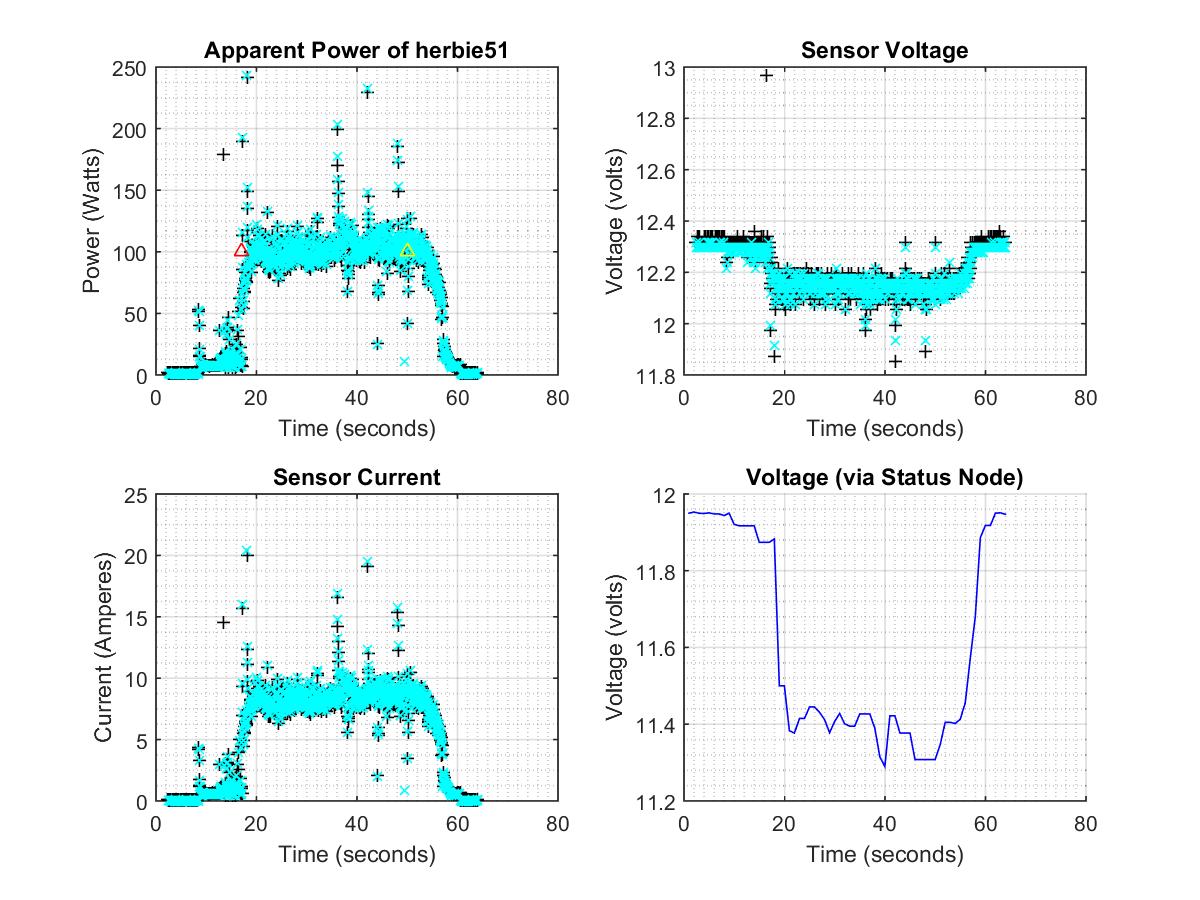 Apparent Power of herbie51
Power (Watts)
250
200
150
100
50
0
0 20 40 60 80
Time (seconds)
Sensor Voltage
Voltage (volts)
13
12.8
12.6
12.4
12.2
12
11.8
0 20 40 60 80
Time (seconds)
Sensor Current
Current (Amperes)
25
20
15
10
5
0
0 20 40 60 80
Time (seconds)
Voltage (via Status Node)
Voltage (volts)
12
11.8
11.6
11.4
11.2
0 20 40 60 80
Time (seconds)